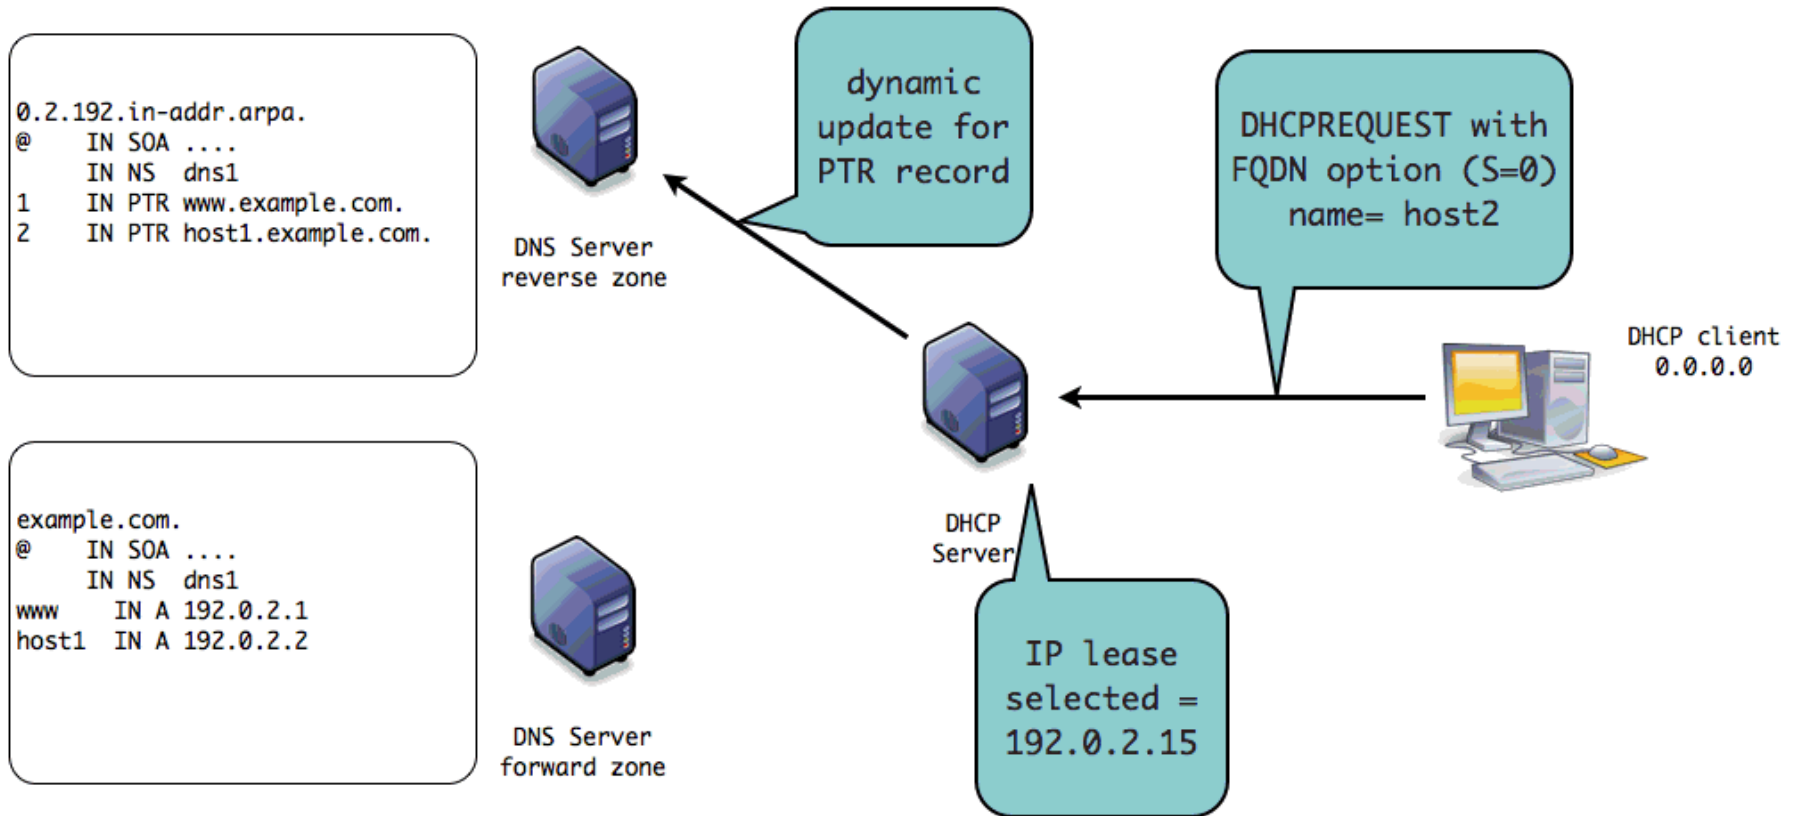 0.2.192.in-addr.arpa.
@ IN SOA ....
IN NS dns1
1 IN PTR www.example.com.
2 IN PTR host1.example.com.
DNS Server
reverse zone
dynamic
update for
PTR record
DHCPREQUEST with
FQDN option (S=0)
name= host2
DHCP client
0.0.0.0
DHCP
Server
IP lease
selected =
192.0.2.15
example.com.
@ IN SOA ....
IN NS dns1
www IN A 192.0.2.1
host1 IN A 192.0.2.2
DNS Server
forward zone